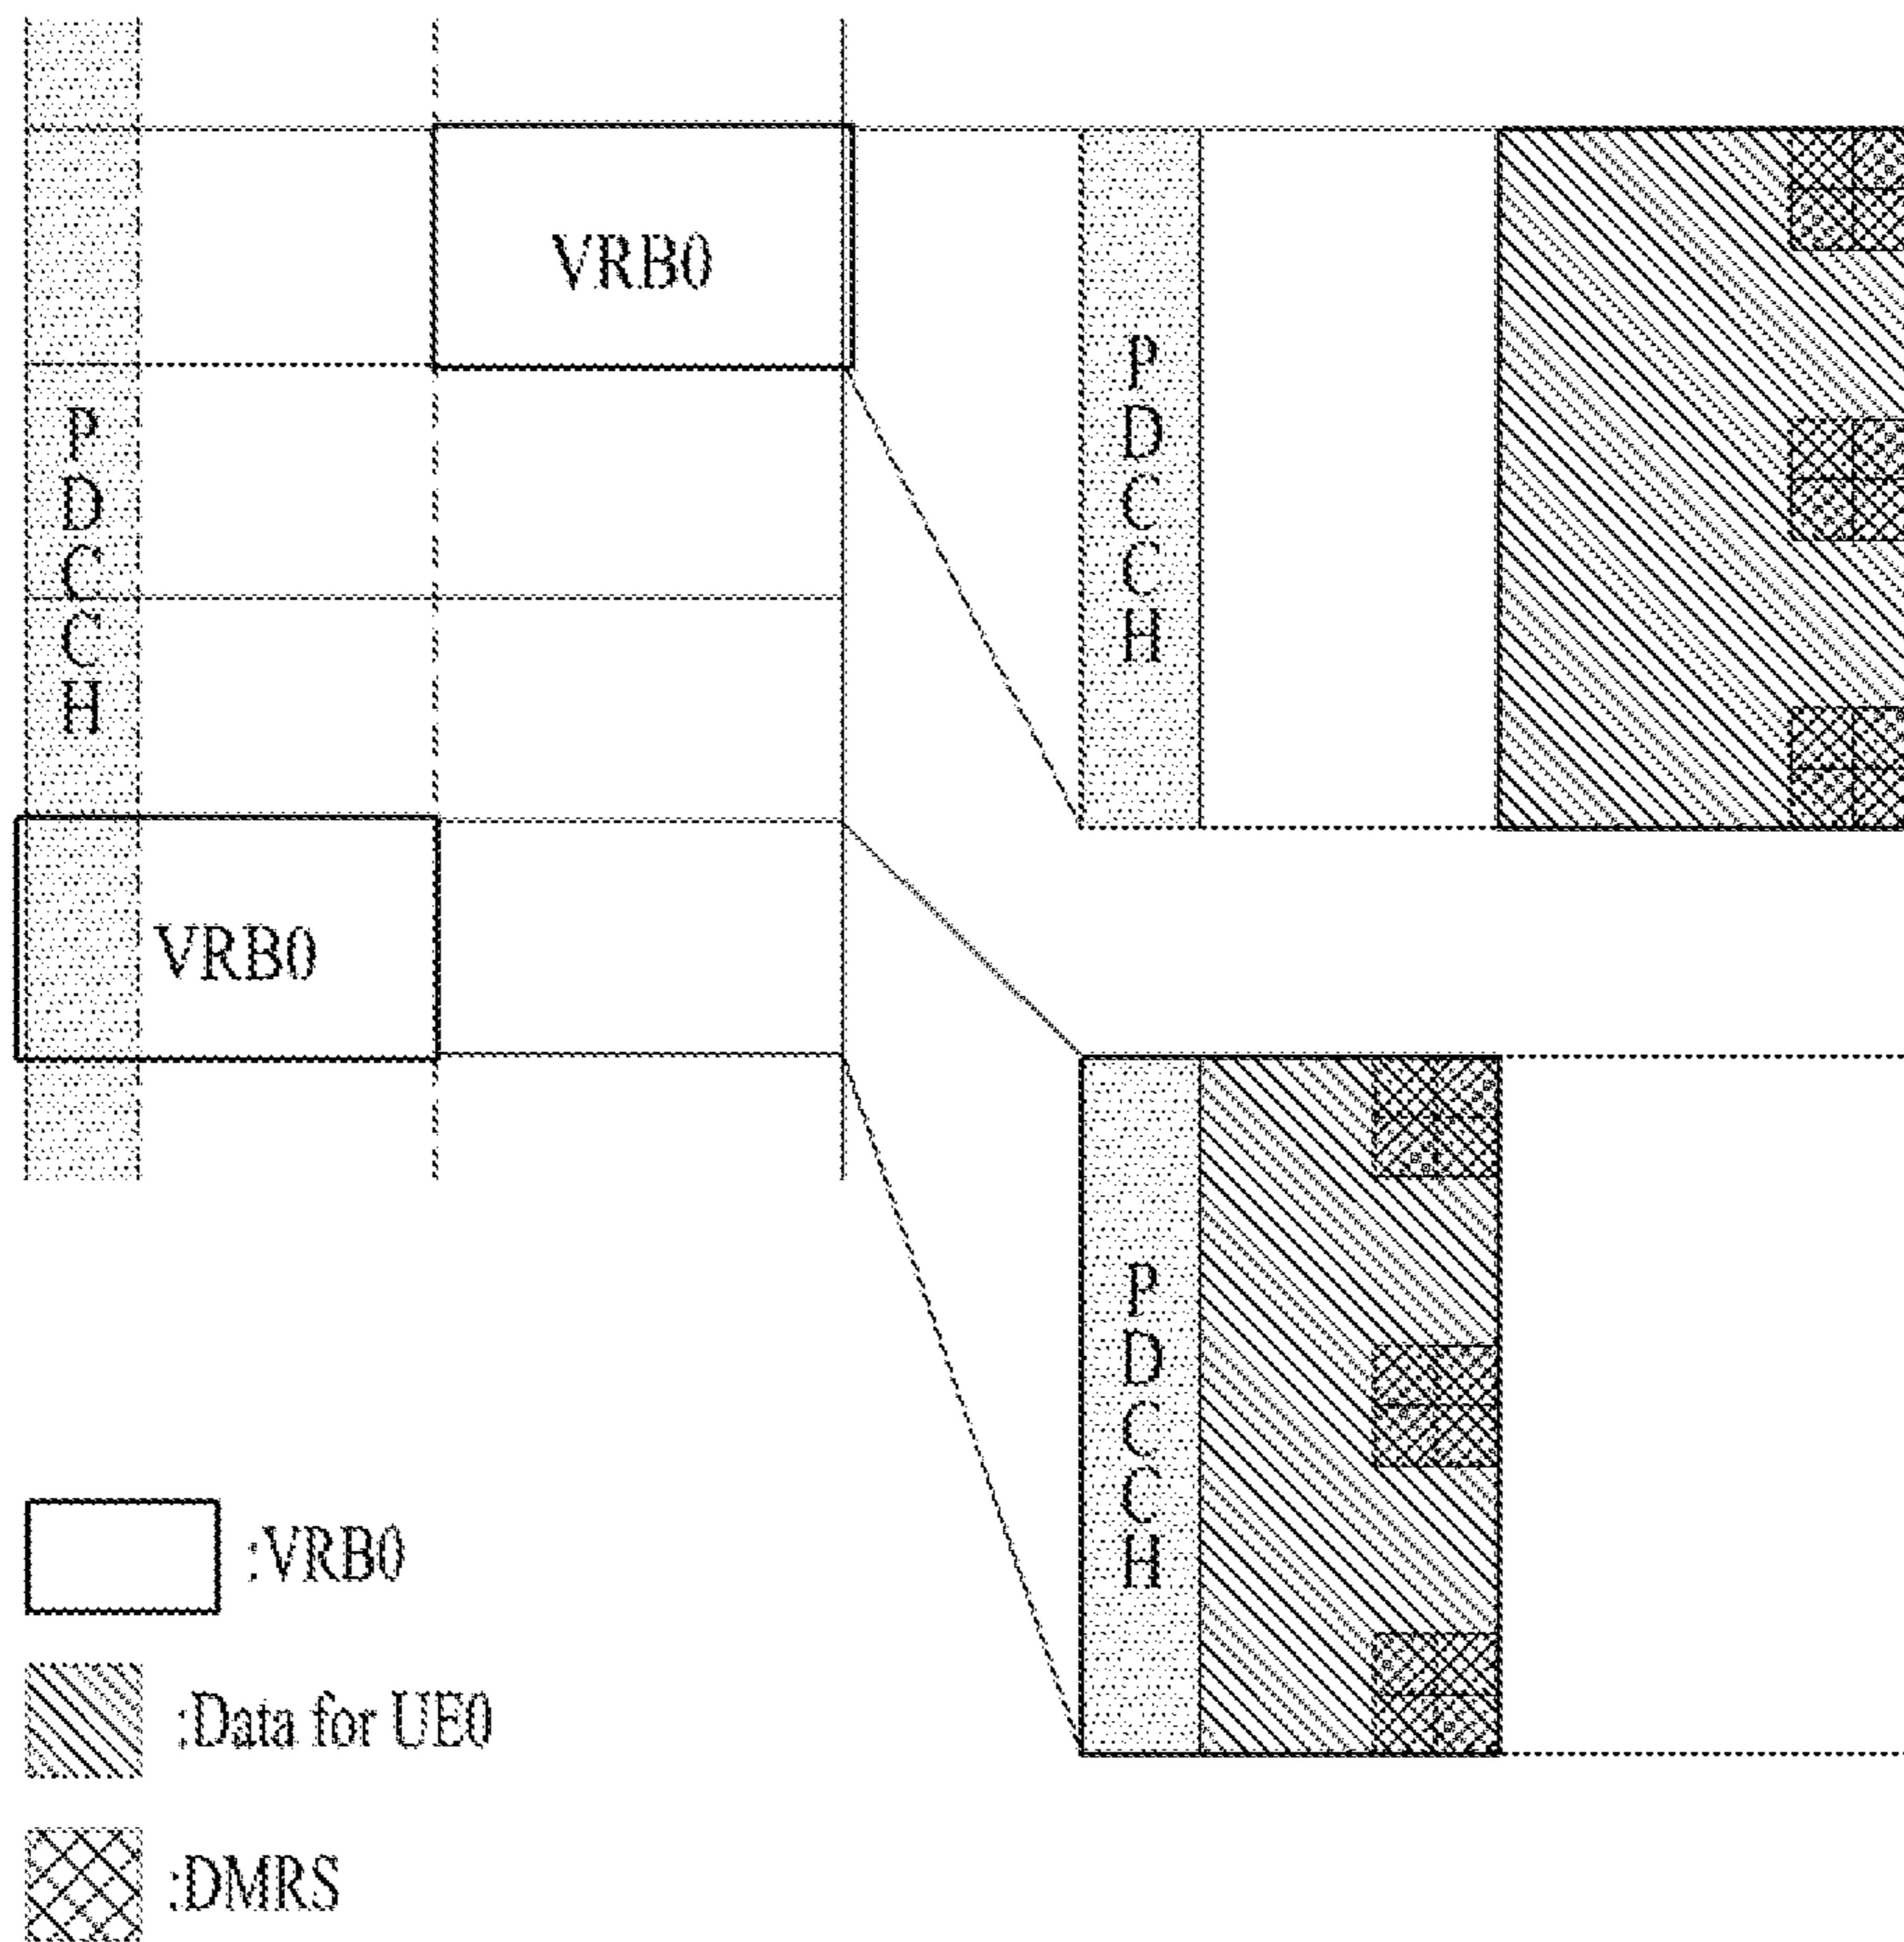 VRB0
PDCCH
PDCCH
VRB0
PDCCH
:VRB0
:Data for UE0
:DMRS